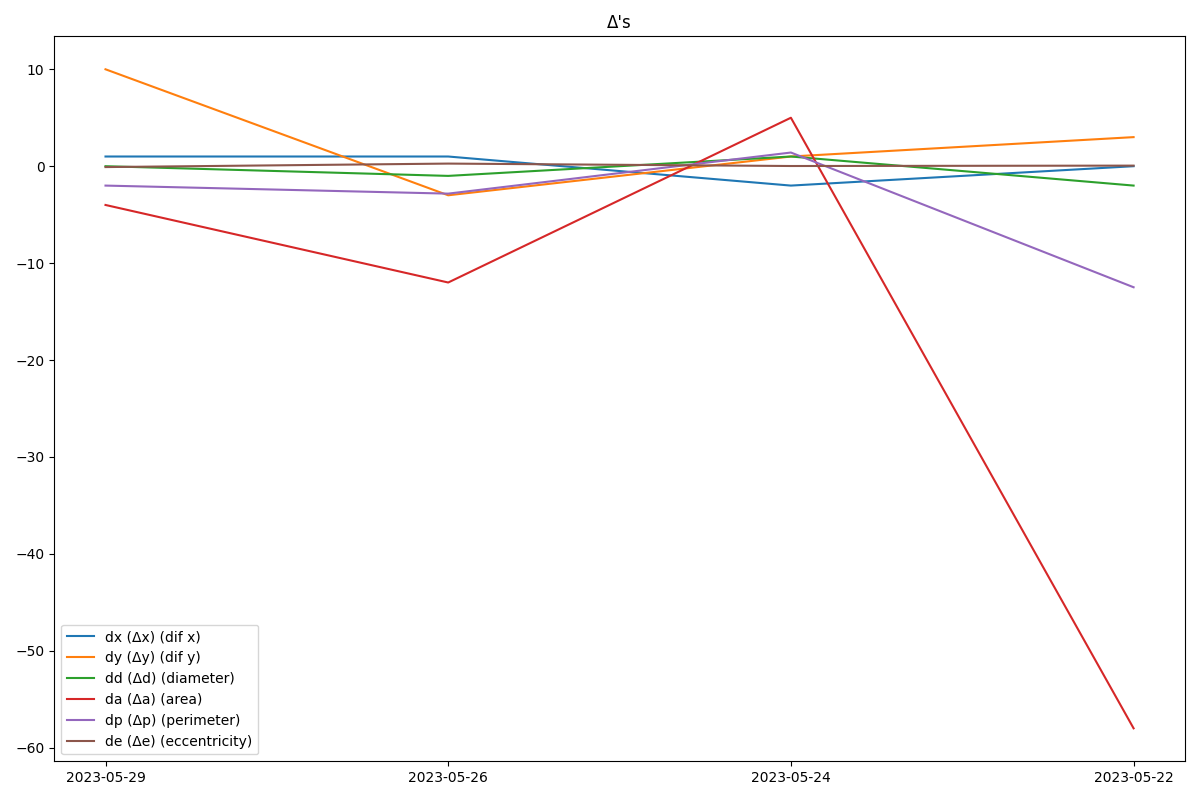 Δ's
10
0
−10
−20
−30
−40
−50
−60
dx (Δx) (dif x)
dy (Δy) (dif y)
dd (Δd) (diameter)
da (Δa) (area)
dp (Δp) (perimeter)
de (Δe) (eccentricity)
2023-05-29 2023-05-26 2023-05-24 2023-05-22